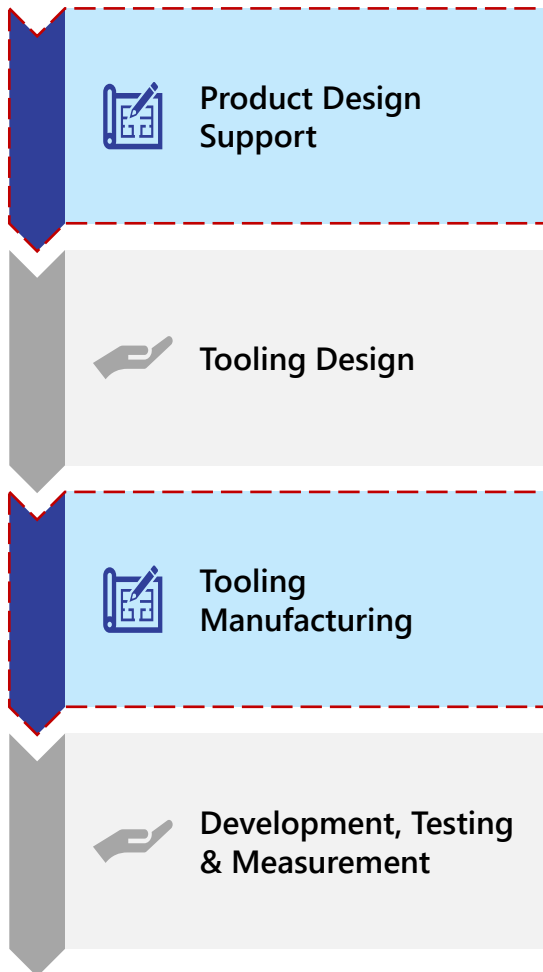 Product Design
Support
Tooling Design
Tooling
Manufacturing
Development, Testing
& Measurement